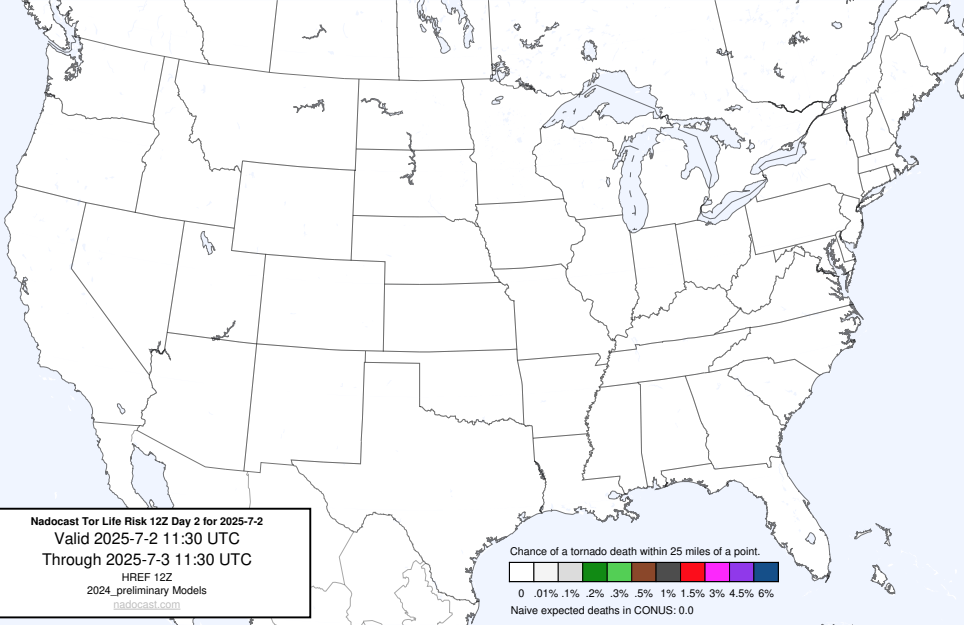 Nadocast Tor Life Risk 12Z Day 2 for 2025-7-2
Valid 2025-7-2 11:30 UTC
Through 2025-7-3 11:30 UTC
HREF 12Z
2024_preliminary Models
nadocast.com
Chance of a tornado death within 25 miles of a point.
0 .01% .1% .2% .3% .5% 1% 1.5% 3% 4.5% 6%
Naive expected deaths in CONUS: 0.0